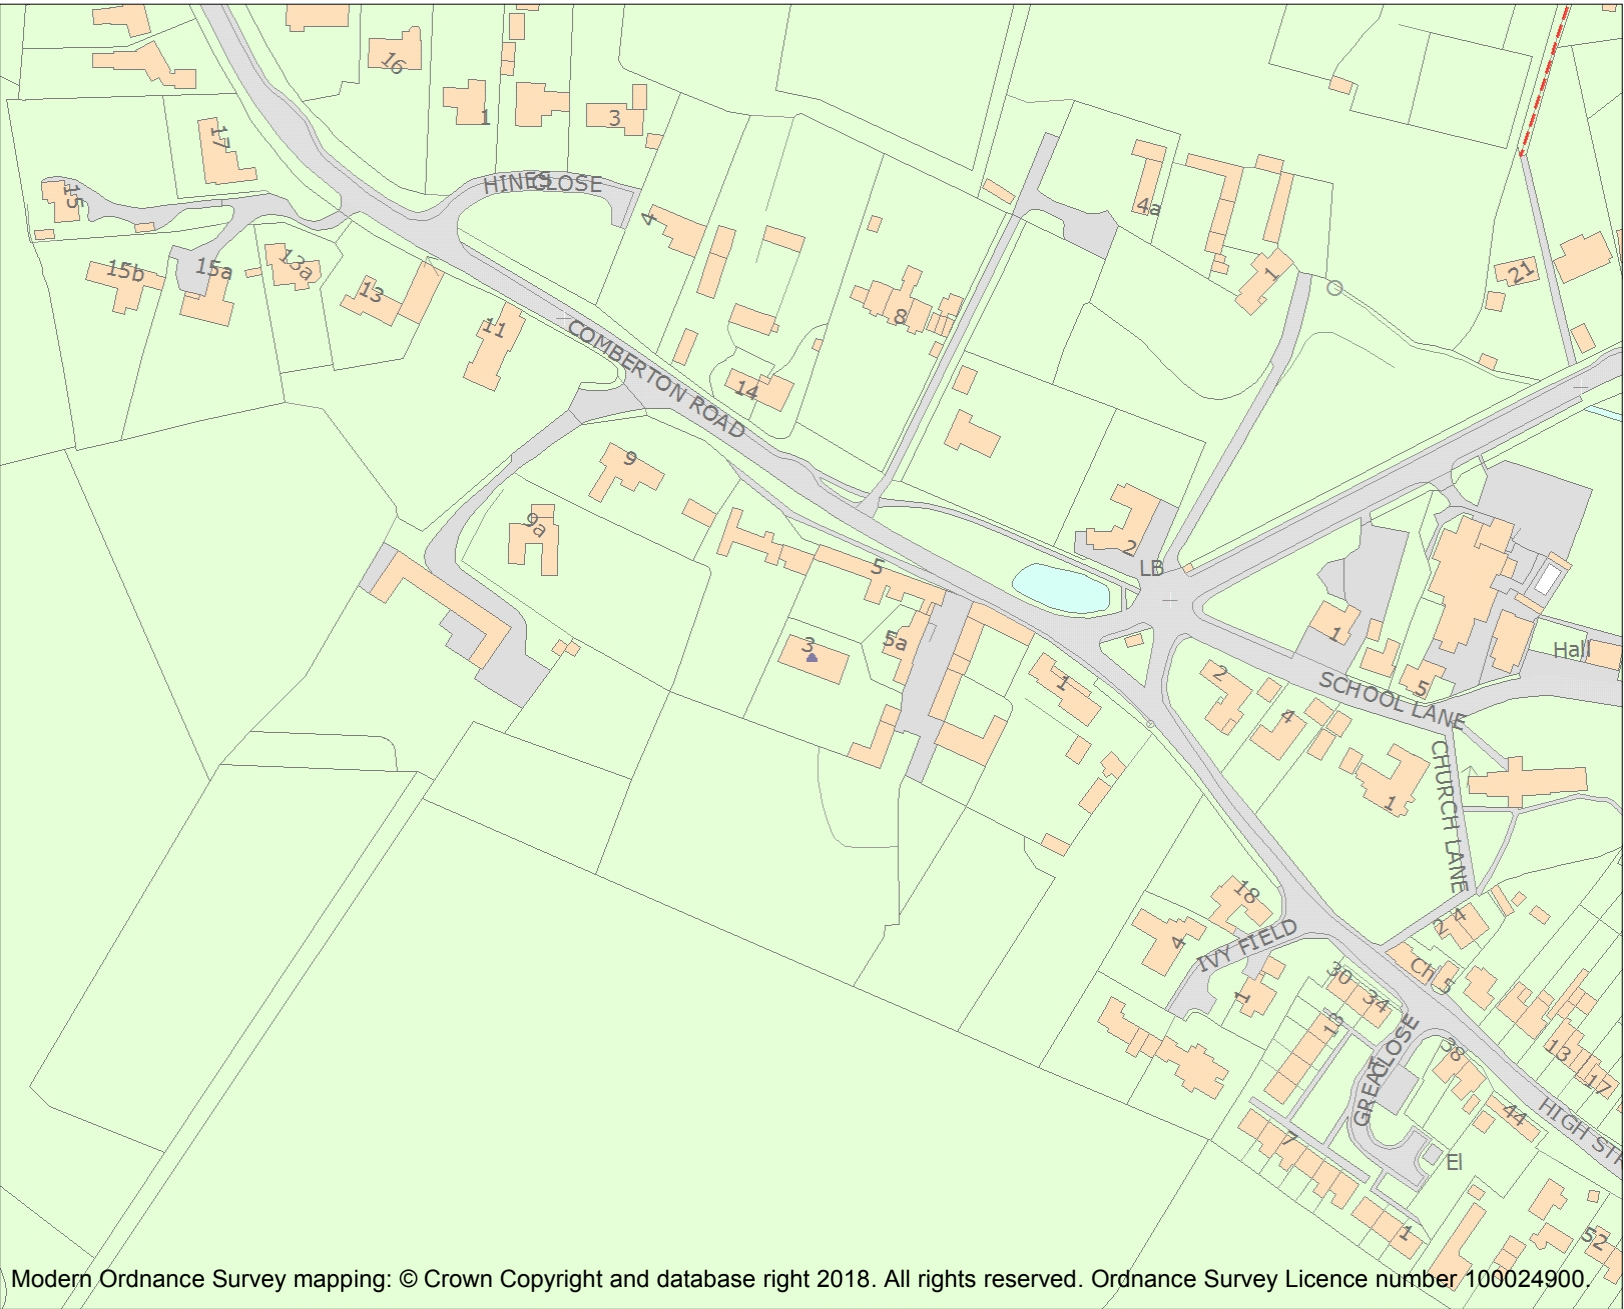 16
1
3
17
HINES CLOSE
15
4
4a
15b
15a
13a
13
1
21
11
8
COMBERTON ROAD
14
9
9a
2
LB
5
5a
3
1
1
Hall
2
5
SCHOOL LANE
4
CHURCH LANE
1
18
4
2 4
IVY FIELD
Ch
5
30
34
1
13
GREAT CLOSE
38
13
17
44
HIGH STR
7
El
1
52
Modern Ordnance Survey mapping: © Crown Copyright and database right 2018. All rights reserved. Ordnance Survey Licence number 100024900.